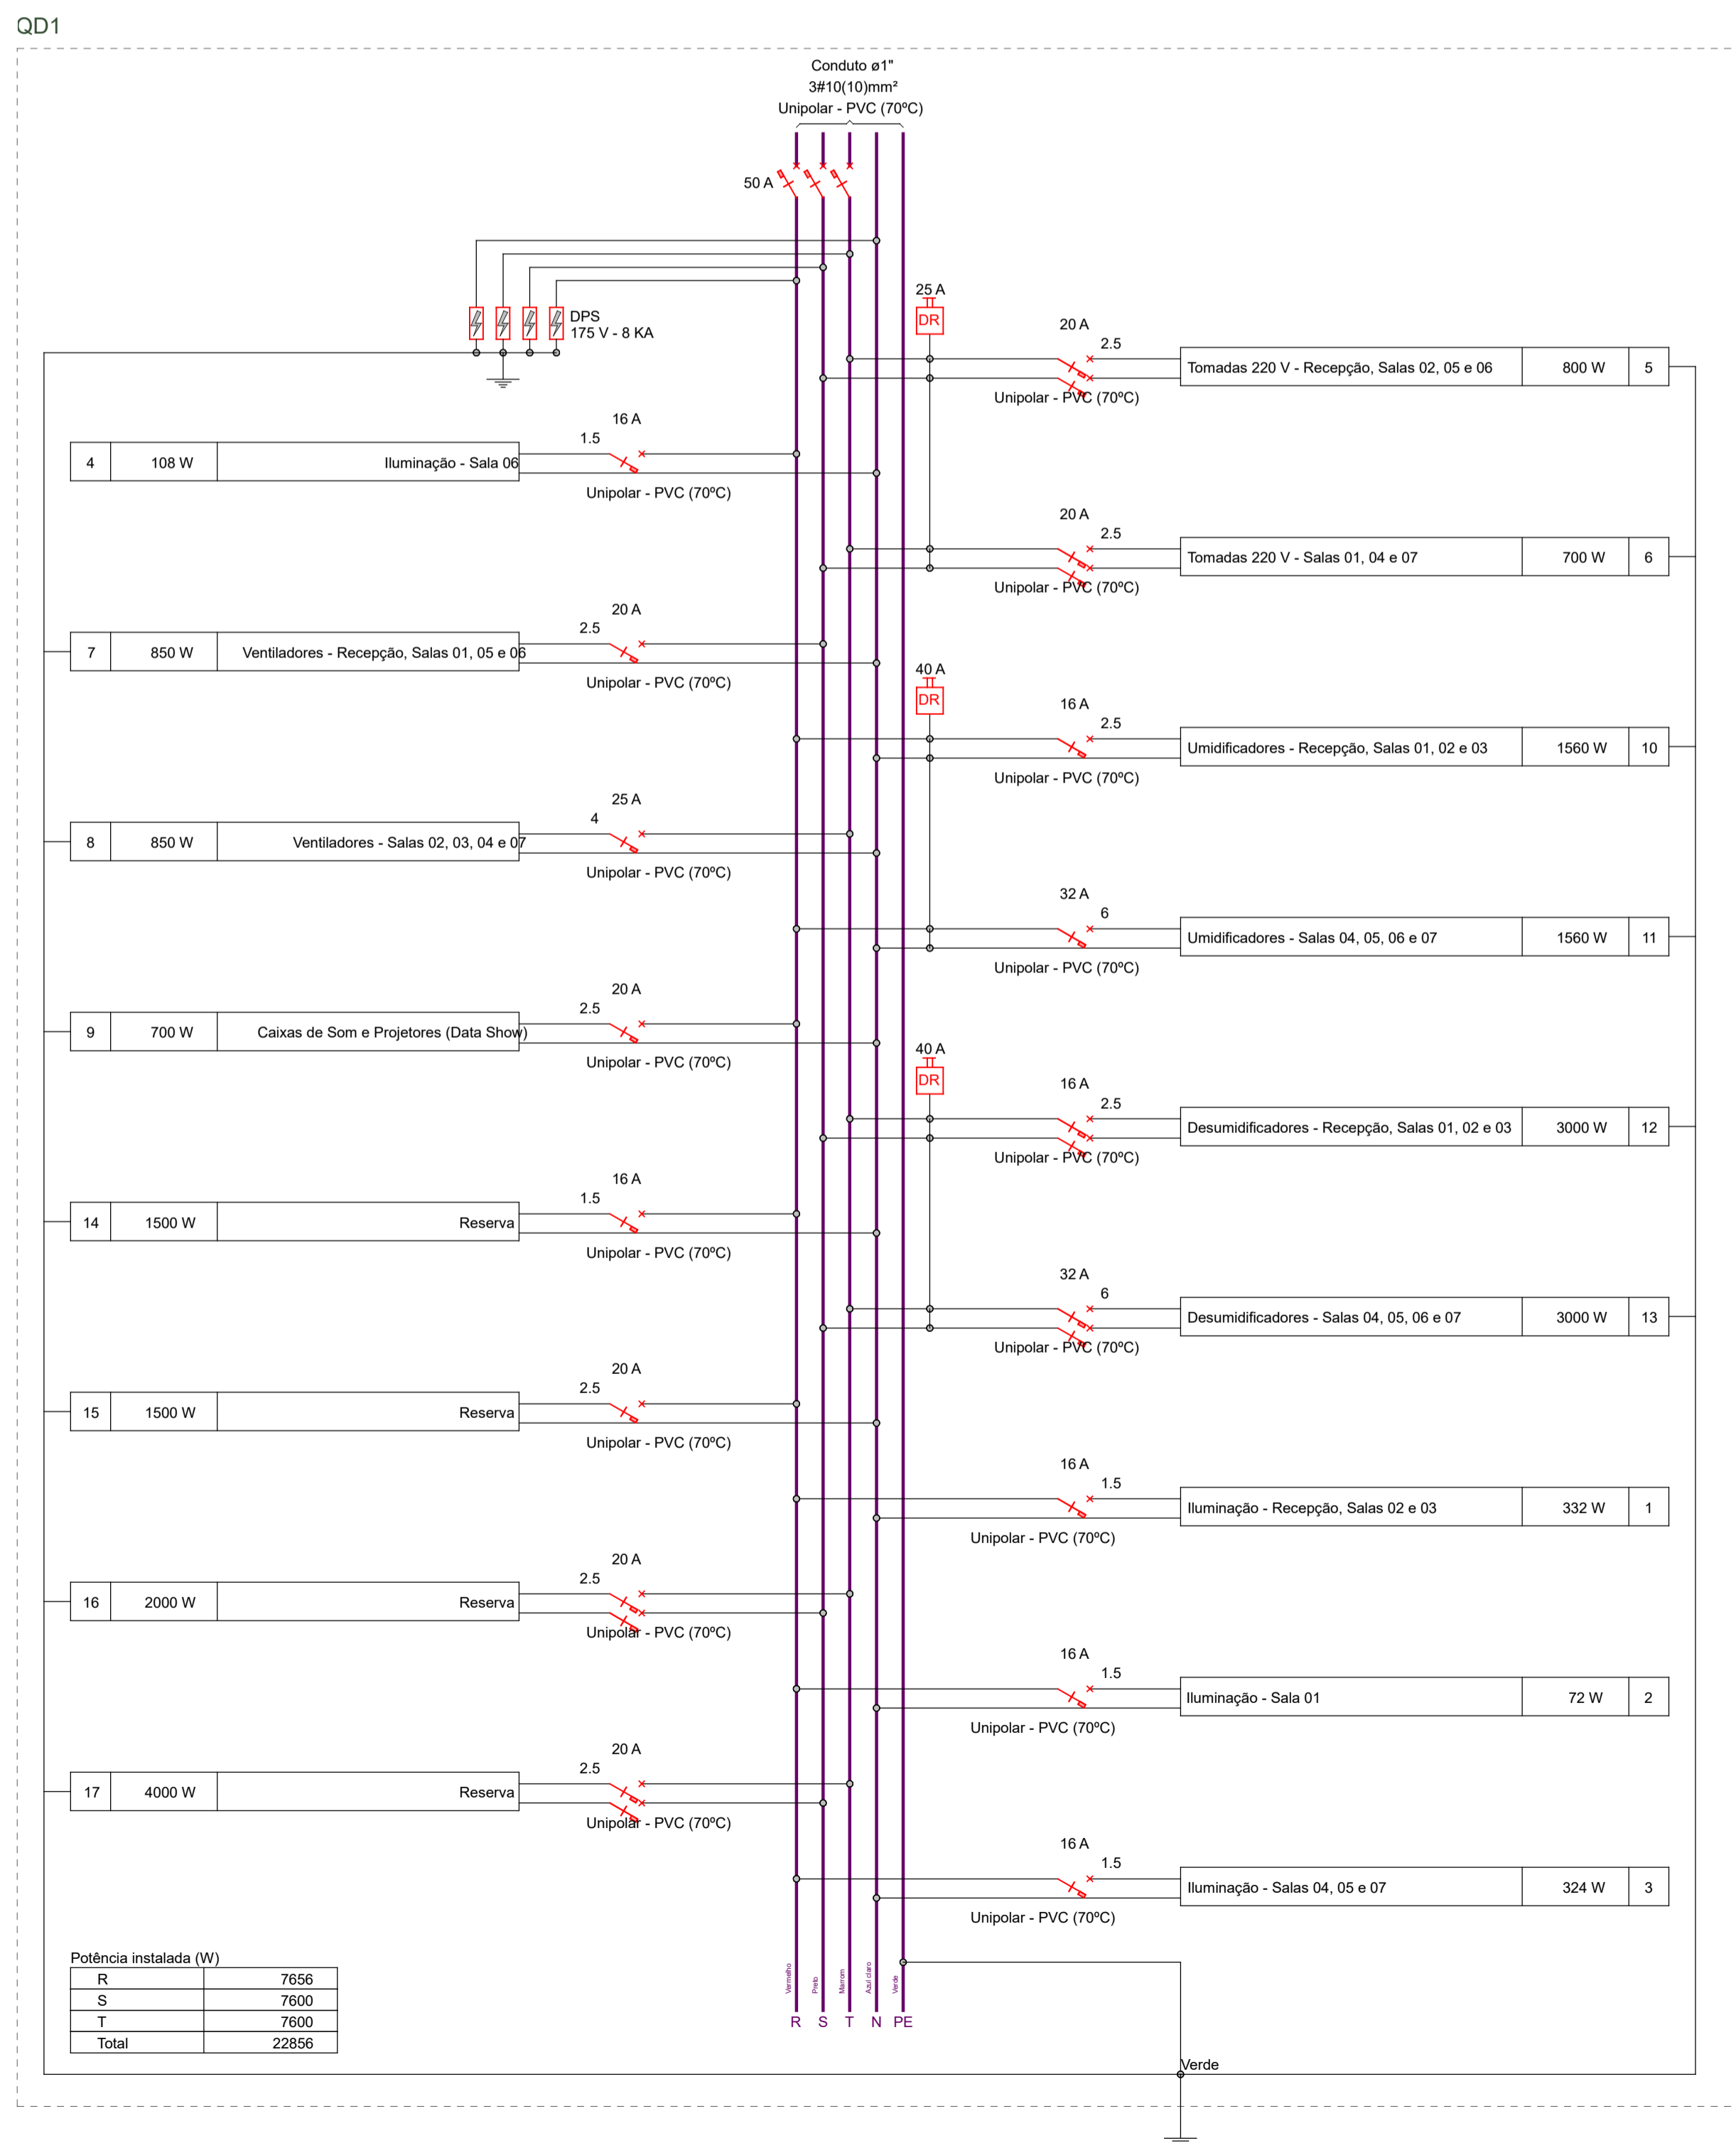 QD1
Conduto ø1"
3#10(10)mm²
Unipolar - PVC (70ºC)
50 A
DPS
175 V - 8 KA
25 A
DR
20 A
2.5
Tomadas 220 V - Recepção, Salas 02, 05 e 06 800 W 5
Unipolar - PVC (70ºC)
16 A
1.5
4 108 W Iluminação - Sala 06
Unipolar - PVC (70ºC)
20 A
2.5
Tomadas 220 V - Salas 01, 04 e 07 700 W 6
Unipolar - PVC (70ºC)
20 A
2.5
7 850 W Ventiladores - Recepção, Salas 01, 05 e 06
Unipolar - PVC (70ºC)
40 A
DR
16 A
2.5
Umidificadores - Recepção, Salas 01, 02 e 03 1560 W 10
Unipolar - PVC (70ºC)
25 A
4
8 850 W Ventiladores - Salas 02, 03, 04 e 07
Unipolar - PVC (70ºC)
32 A
6
Umidificadores - Salas 04, 05, 06 e 07 1560 W 11
Unipolar - PVC (70ºC)
20 A
2.5
9 700 W Caixas de Som e Projetores (Data Show)
Unipolar - PVC (70ºC)
40 A
DR
16 A
2.5
Desumidificadores - Recepção, Salas 01, 02 e 03 3000 W 12
Unipolar - PVC (70ºC)
16 A
1.5
14 1500 W Reserva
Unipolar - PVC (70ºC)
32 A
6
Desumidificadores - Salas 04, 05, 06 e 07 3000 W 13
Unipolar - PVC (70ºC)
20 A
2.5
15 1500 W Reserva
Unipolar - PVC (70ºC)
16 A
1.5
Iluminação - Recepção, Salas 02 e 03 332 W 1
Unipolar - PVC (70ºC)
20 A
2.5
16 2000 W Reserva
Unipolar - PVC (70ºC)
16 A
1.5
Iluminação - Sala 01 72 W 2
Unipolar - PVC (70ºC)
20 A
2.5
17 4000 W Reserva
Unipolar - PVC (70ºC)
16 A
1.5
Iluminação - Salas 04, 05 e 07 324 W 3
Unipolar - PVC (70ºC)
Potência instalada (W)
R 7656
S 7600
T 7600
Total 22856
Vermelho
Preto
Marrom
Azul claro
Verde
R S T N PE
Verde